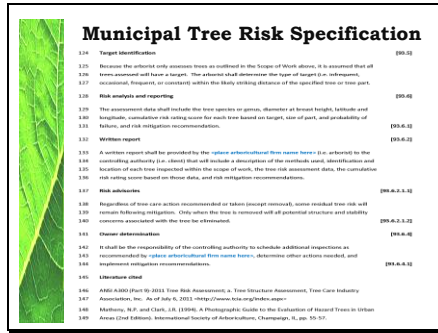 Municipal Tree Risk Specification
124 Target identification [93.5]
125 Because the arborist only assesses trees as outlined in the Scope of Work above, it is assumed that all
126 trees assessed will have a target. The arborist shall determine the type of target (i.e. infrequent,
127 occasional, frequent, or constant) within the likely striking distance of the specified tree or tree part.
128 Risk analysis and reporting [93.6]
129 The assessment data shall include the tree species or genus, diameter at breast height, latitude and
130 longitude, cumulative risk rating score for each tree based on target, size of part, and probability of
131 failure, and risk mitigation recommendation. [93.6.1]
132 Written report [93.6.2]
133 A written report shall be provided by the <place arboricultural firm name here> (i.e. arborist) to the
134 controlling authority (i.e. client) that will include a description of the methods used, identification and
135 location of each tree inspected within the scope of work, the tree risk assessment data, the cumulative
136 risk rating score based on those data, and risk mitigation recommendations.
137 Risk advisories [93.6.2.1.1]
138 Regardless of tree care action recommended or taken (except removal), some residual tree risk will
139 remain following mitigation. Only when the tree is removed will all potential structure and stability
140 concerns associated with the tree be eliminated. [93.6.2.1.2]
141 Owner determination [93.6.4]
142 It shall be the responsibility of the controlling authority to schedule additional inspections as
143 recommended by <place arboricultural firm name here>, determine other actions needed, and
144 implement mitigation recommendations. [93.6.4.1]
145 Literature cited
146 ANSI A300 (Part 9)-2011 Tree Risk Assessment; a. Tree Structure Assessment, Tree Care Industry
147 Association, Inc. As of July 6, 2011 <http://www.tcia.org/index.aspx>
148 Matheny, N.P. and Clark, J.R. (1994). A Photographic Guide to the Evaluation of Hazard Trees in Urban
149 Areas (2nd Edition). International Society of Arboriculture, Champaign, IL, pp. 55-57.